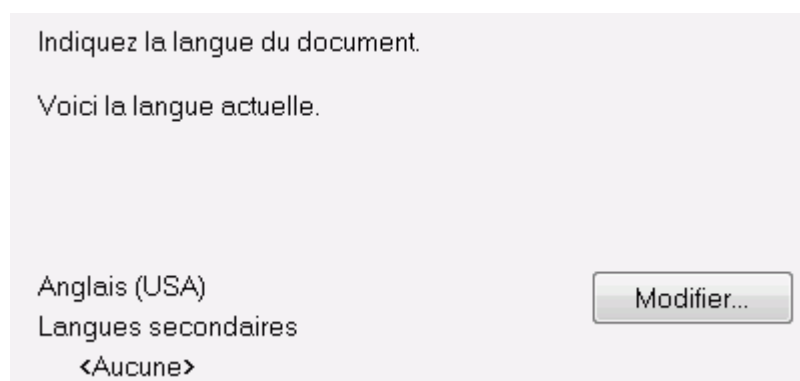 Indiquez la langue du document.
Voici la langue actuelle.
Anglais (USA)
Modifier...
Langues secondaires
<Aucune>